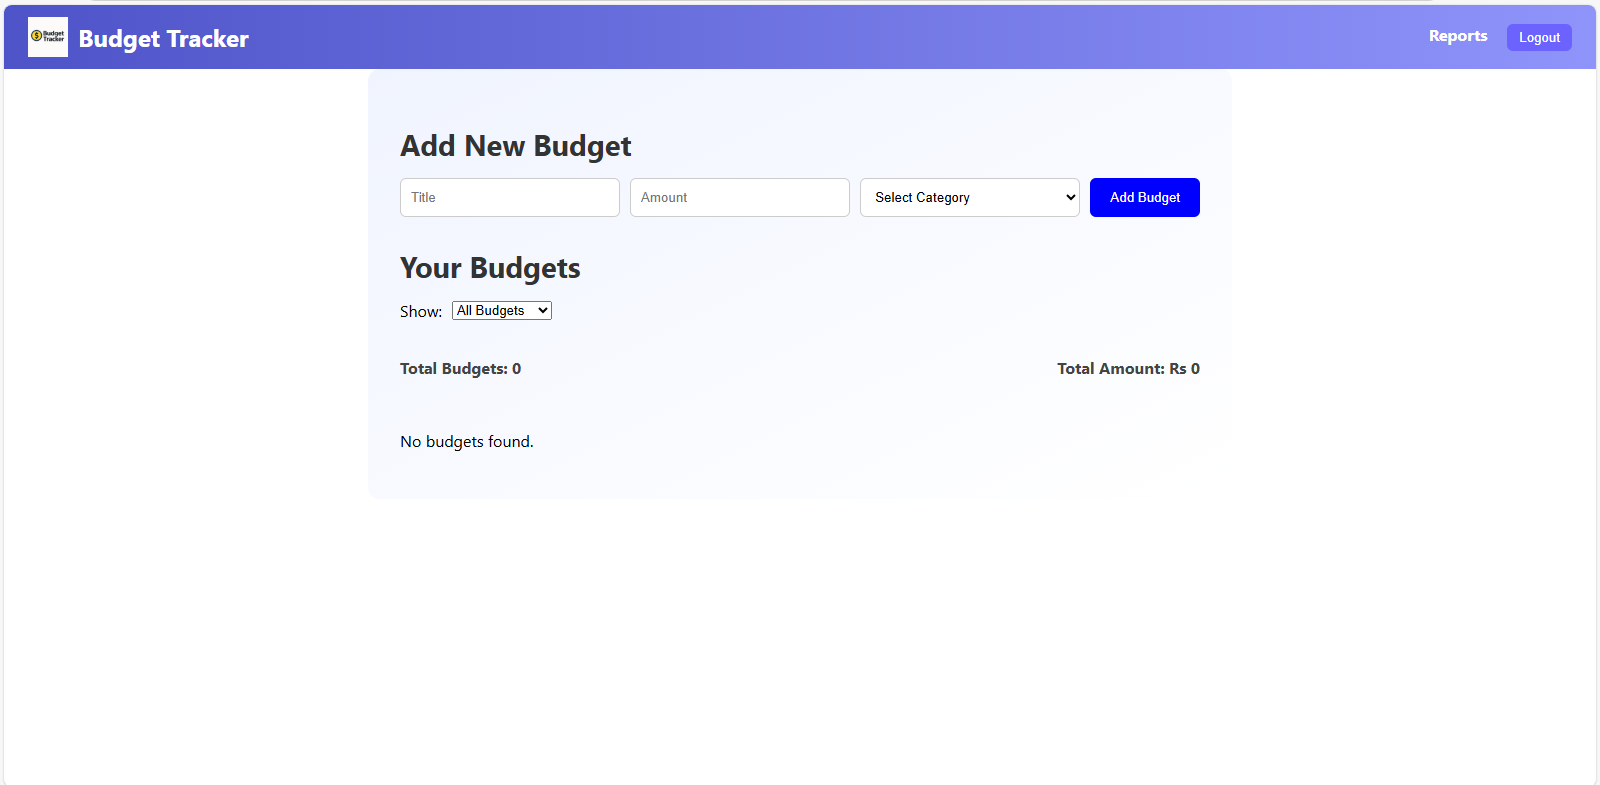 Budget Tracker
Budget Tracker
Reports
Logout
Add New Budget
Title
Amount
Select Category
Add Budget
Your Budgets
Show: All Budgets
Total Budgets: 0
Total Amount: Rs 0
No budgets found.